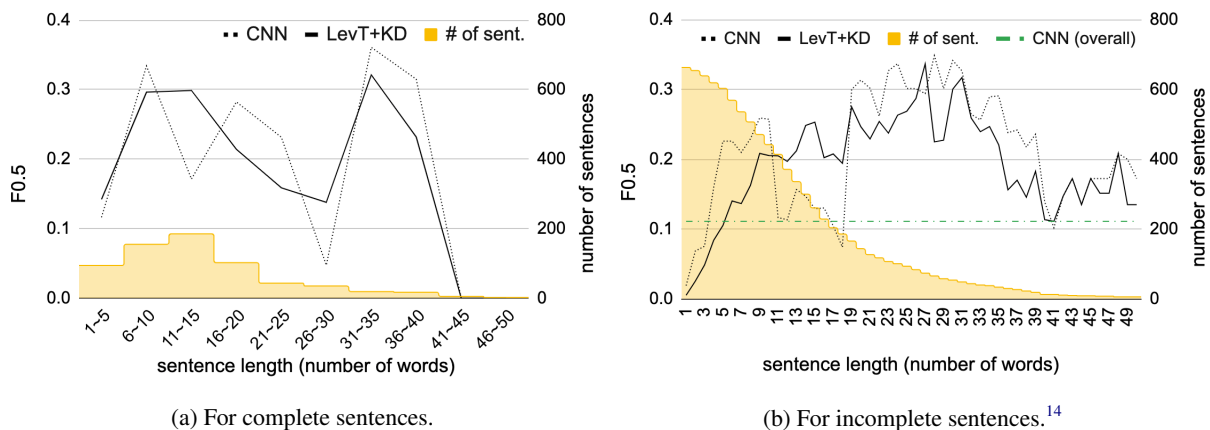 0.4
0.3
0.2
0.1
0.0
F0.5
CNN LevT+KD # of sent.
800
600
400
200
0
number of sentences
1~5 6~10 11~15 16~20 21~25 26~30 31~35 36~40 41~45 46~50
sentence length (number of words)
(a) For complete sentences.
0.4
0.3
0.2
0.1
0.0
F0.5
CNN LevT+KD # of sent. CNN (overall)
800
600
400
200
0
number of sentences
1 3 5 7 9 11 13 15 17 19 21 23 25 27 29 31 33 35 37 39 41 43 45 47 49
sentence length (number of words)
(b) For incomplete sentences.14